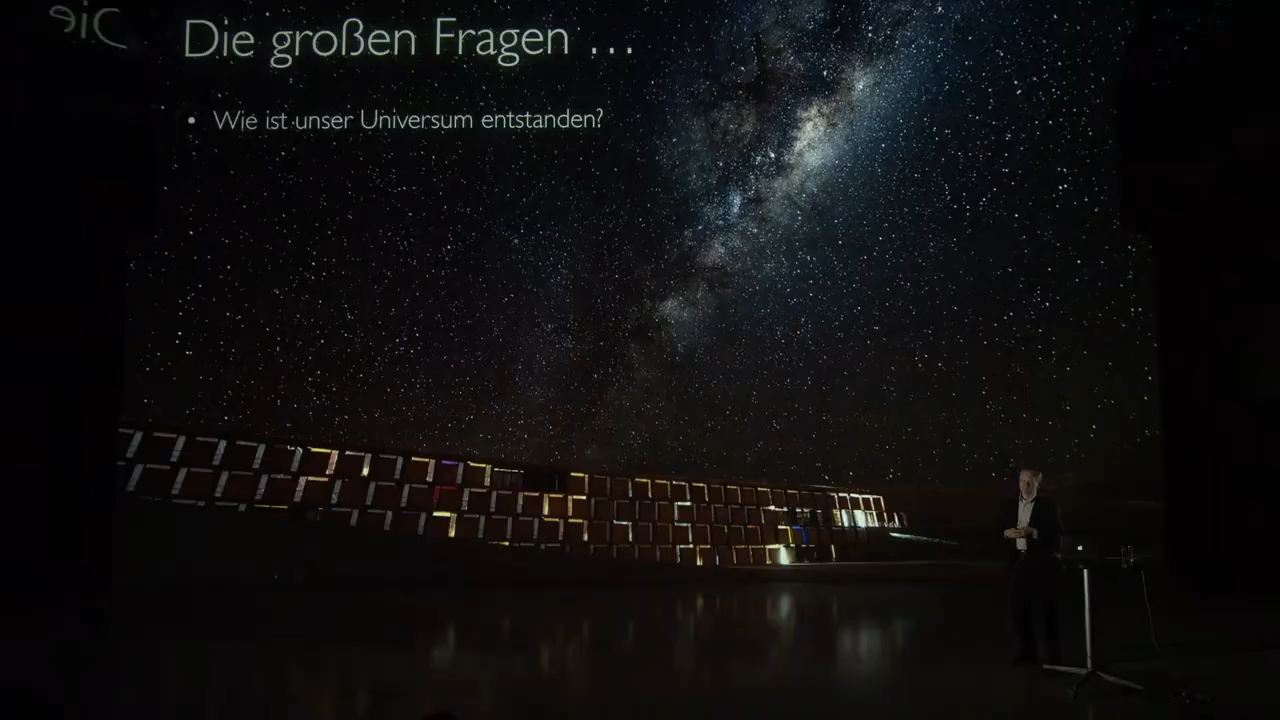 Die großen Fragen ...
• Wie ist unser Universum entstanden?